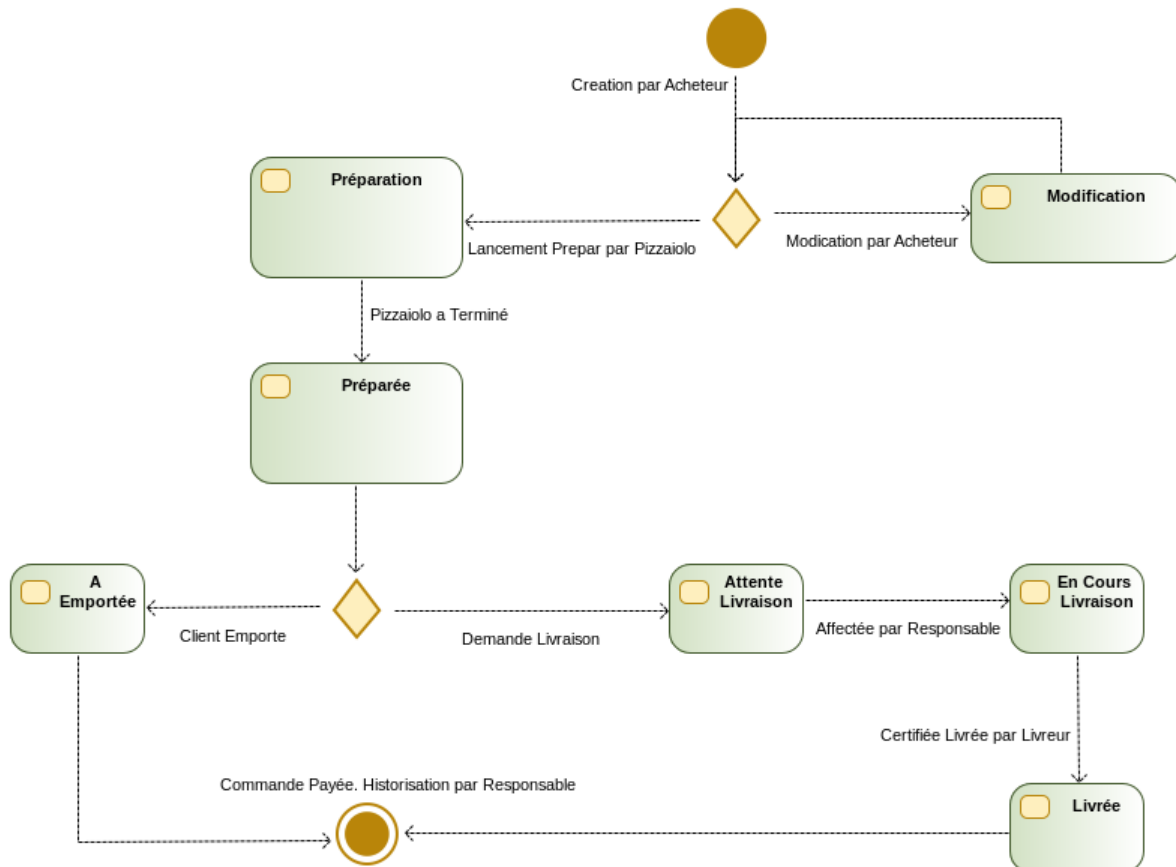 Creation par Acheteur
Préparation
Modification
Lancement Prepar par Pizzaiolo
Modication par Acheteur
Pizzaiolo a Terminé
Préparée
A
Emportée
Client Emporte
Demande Livraison
Attente
Livraison
Affectée par Responsable
En Cours
Livraison
Certifiée Livrée par Livreur
Commande Payée. Historisation par Responsable
Livrée